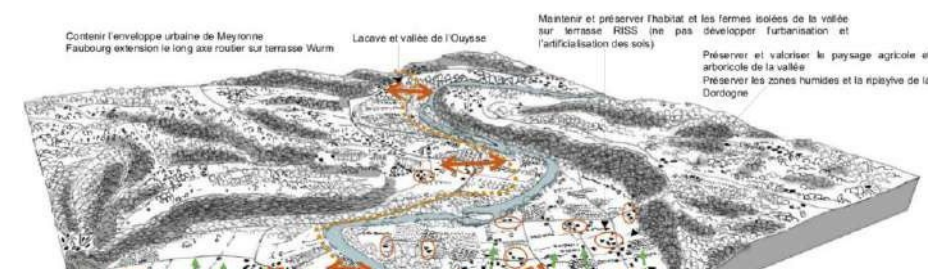 Contenir l'enveloppe urbaine de Meyronne
Faubourg extension le long axe routier sur terrasse Wurm
Lacave et vallée de l'Ouysse
Maintenir et préserver l'habitat et les fermes isolées de la vallée
sur terrasse RISS (ne pas développer l'urbanisation et
l'artificialisation des sols)
Préserver et valoriser le paysage agricole et
arboricole de la vallée
Préserver les zones humides et la ripisylve de la
Dordogne